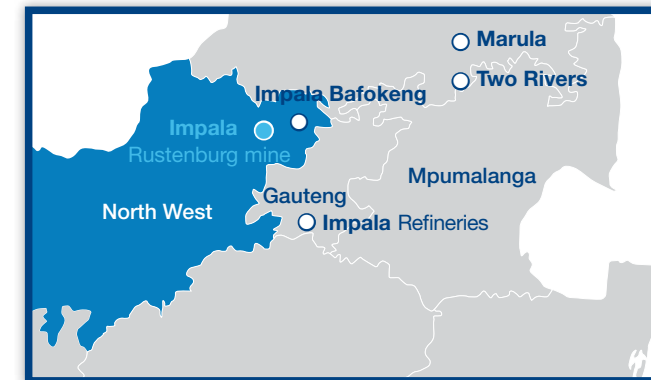 Marula
Two Rivers
Impala Bafokeng
Impala
Rustenburg mine
Mpumalanga
Gauteng
North West
Impala Refineries